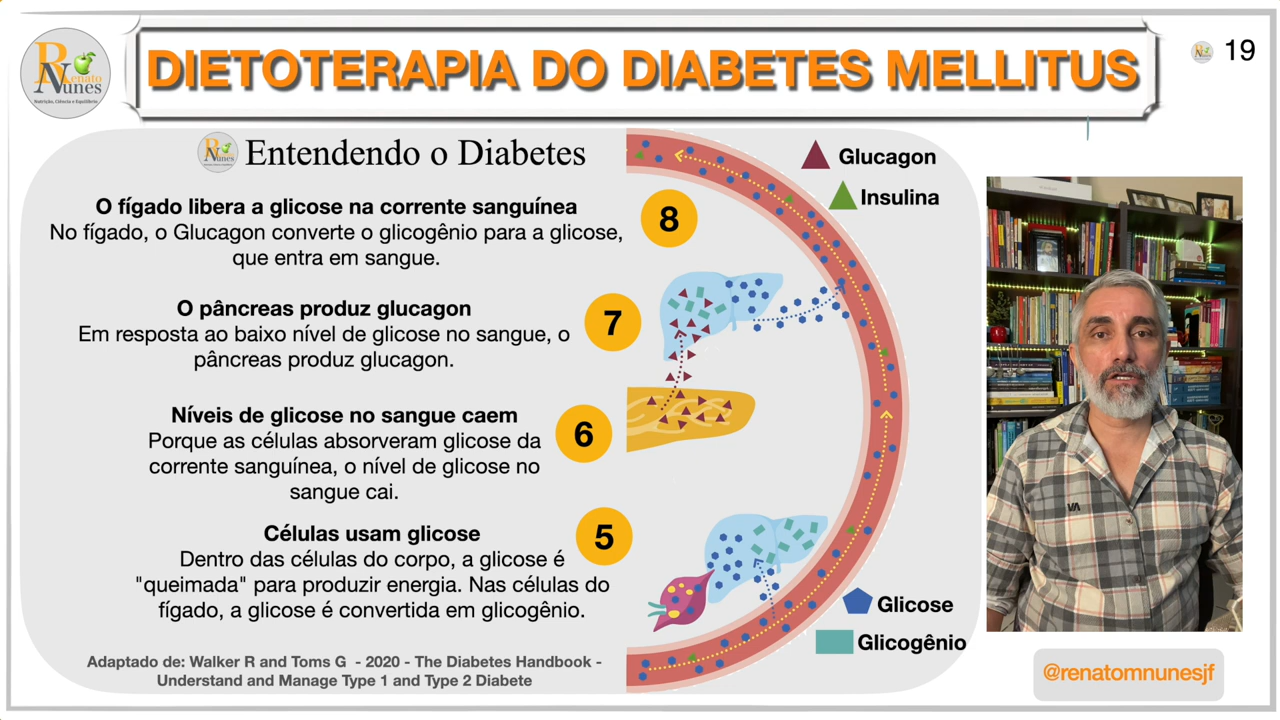 Renato
Nunes
Nutrição, Ciência e Equilíbrio
DIETOTERAPIA DO DIABETES MELLITUS
19
Entendendo o Diabetes
O fígado libera a glicose na corrente sanguínea
No fígado, o Glucagon converte o glicogênio para a glicose,
que entra em sangue.
8
O pâncreas produz glucagon
Em resposta ao baixo nível de glicose no sangue, o
pâncreas produz glucagon.
7
Níveis de glicose no sangue caem
Porque as células absorveram glicose da
corrente sanguínea, o nível de glicose no
sangue cai.
6
Células usam glicose
Dentro das células do corpo, a glicose é
"queimada" para produzir energia. Nas células do
fígado, a glicose é convertida em glicogênio.
5
Glucagon
Insulina
Glicose
Glicogênio
Adaptado de: Walker R and Toms G - 2020 - The Diabetes Handbook -
Understand and Manage Type 1 and Type 2 Diabete
VA
@renatomnunesjf